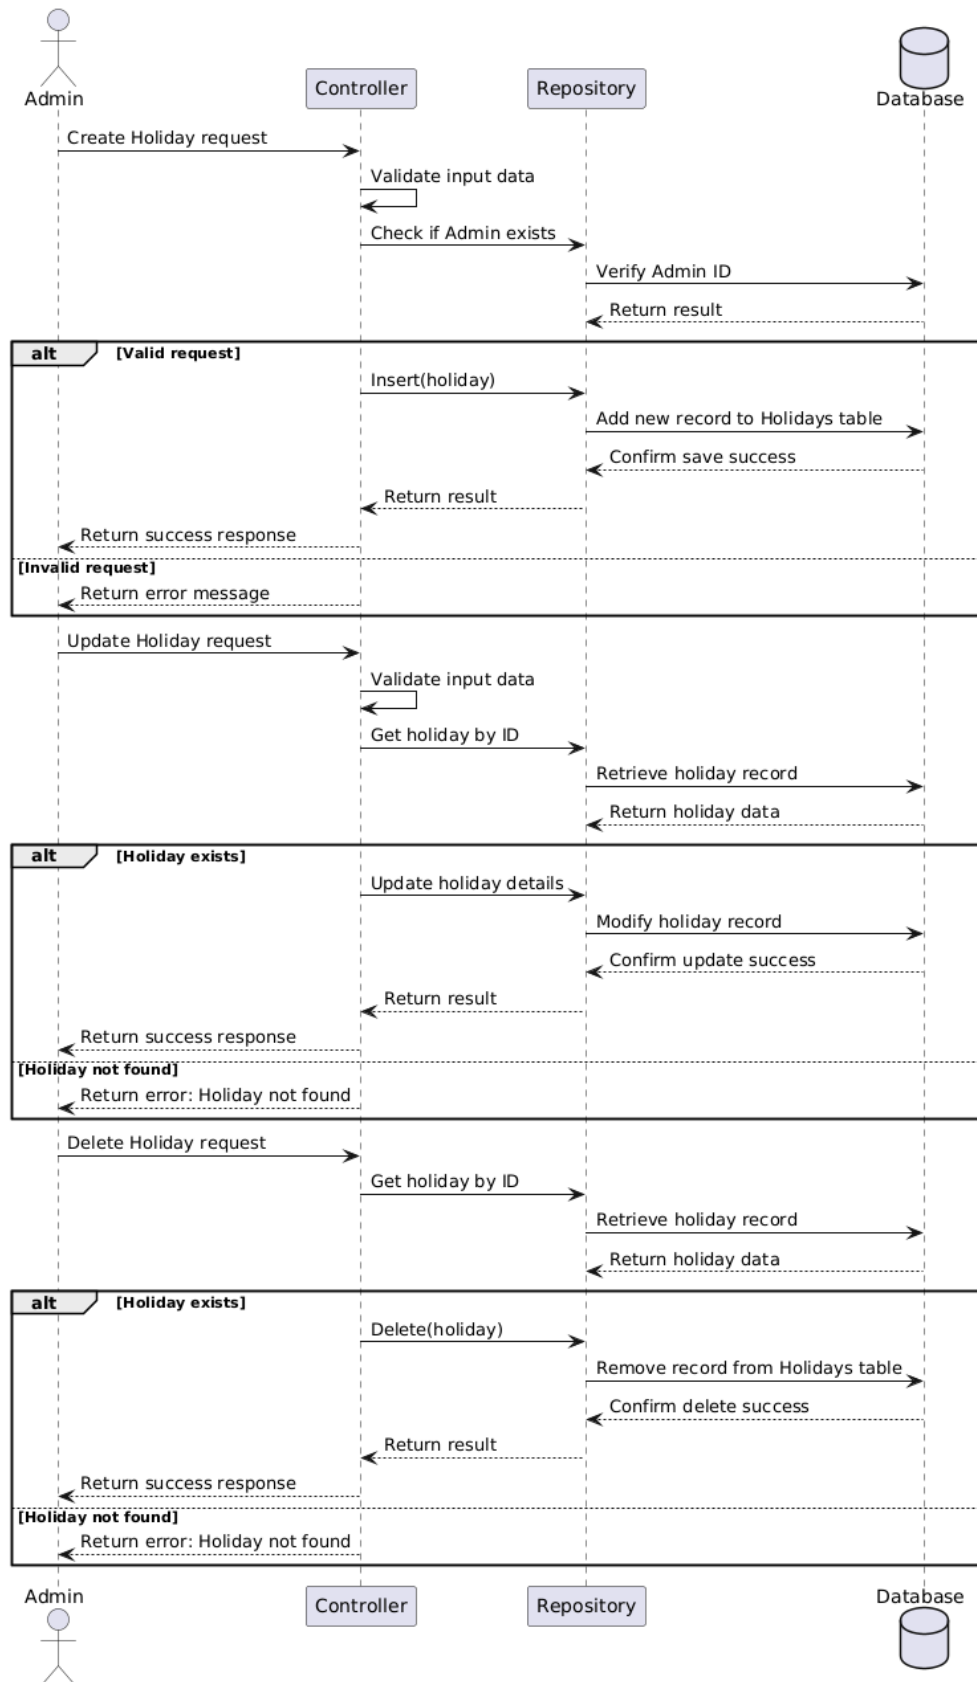 Admin
Controller
Repository
Database
Create Holiday request
Validate input data
Check if Admin exists
Verify Admin ID
Return result
alt [Valid request]
Insert(holiday)
Add new record to Holidays table
Confirm save success
Return result
Return success response
[Invalid request]
Return error message
Update Holiday request
Validate input data
Get holiday by ID
Retrieve holiday record
Return holiday data
alt [Holiday exists]
Update holiday details
Modify holiday record
Confirm update success
Return result
Return success response
[Holiday not found]
Return error: Holiday not found
Delete Holiday request
Get holiday by ID
Retrieve holiday record
Return holiday data
alt [Holiday exists]
Delete(holiday)
Remove record from Holidays table
Confirm delete success
Return result
Return success response
[Holiday not found]
Return error: Holiday not found
Admin
Controller
Repository
Database